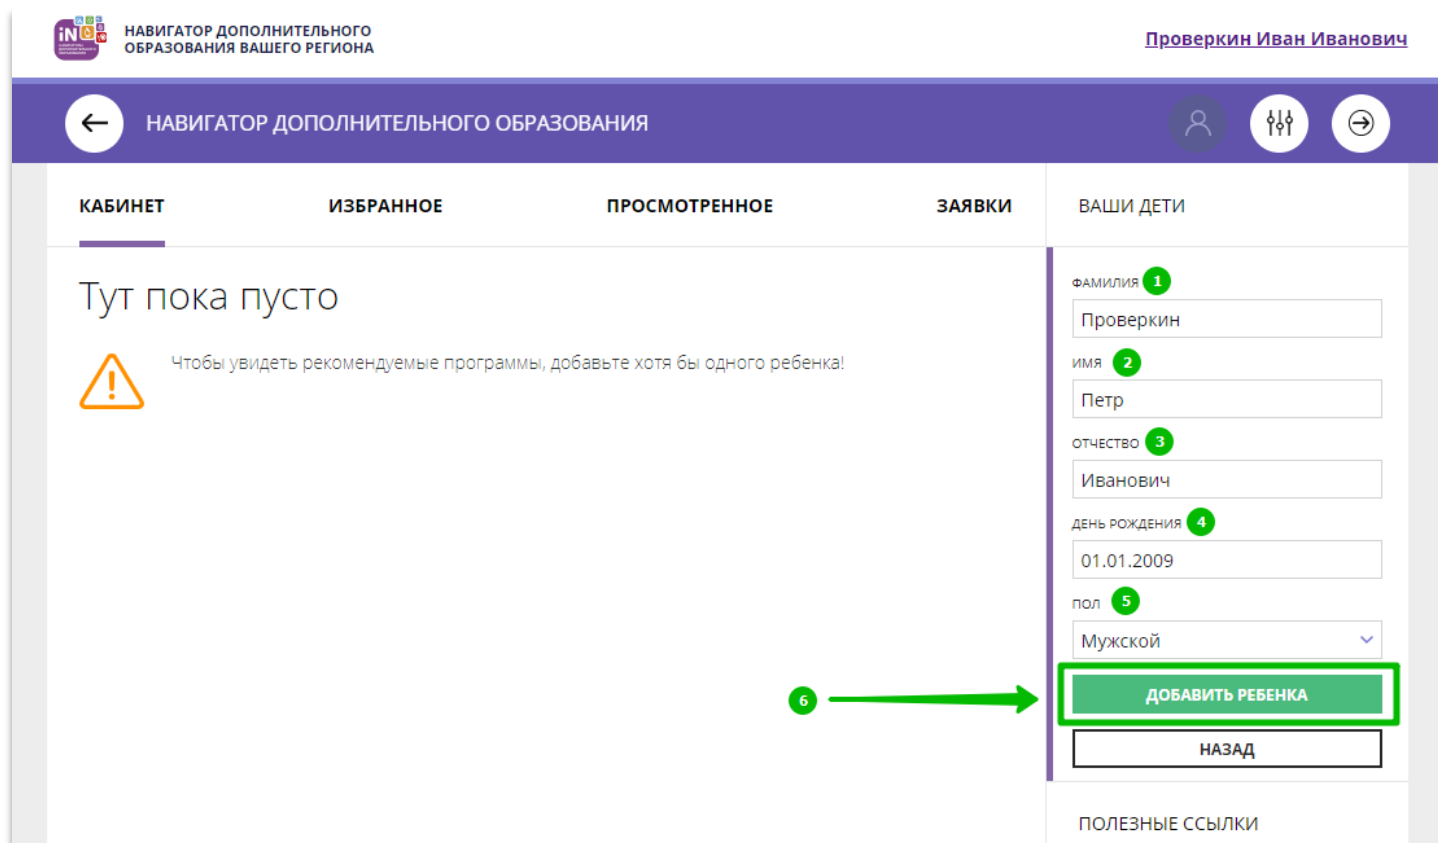 НАВИГАТОР ДОПОЛНИТЕЛЬНОГО
ОБРАЗОВАНИЯ ВАШЕГО РЕГИОНА
Проверкин Иван Иванович
НАВИГАТОР ДОПОЛНИТЕЛЬНОГО ОБРАЗОВАНИЯ
КАБИНЕТ ИЗБРАННОЕ ПРОСМОТРЕННОЕ ЗАЯВКИ
Тут пока пусто
Чтобы увидеть рекомендуемые программы, добавьте хотя бы одного ребенка!
ВАШИ ДЕТИ
ФАМИЛИЯ 1
Проверкин
ИМЯ 2
Петр
ОТЧЕСТВО 3
Иванович
ДЕНЬ РОЖДЕНИЯ 4
01.01.2009
ПОЛ 5
Мужской
6 ДОБАВИТЬ РЕБЕНКА
НАЗАД
ПОЛЕЗНЫЕ ССЫЛКИ